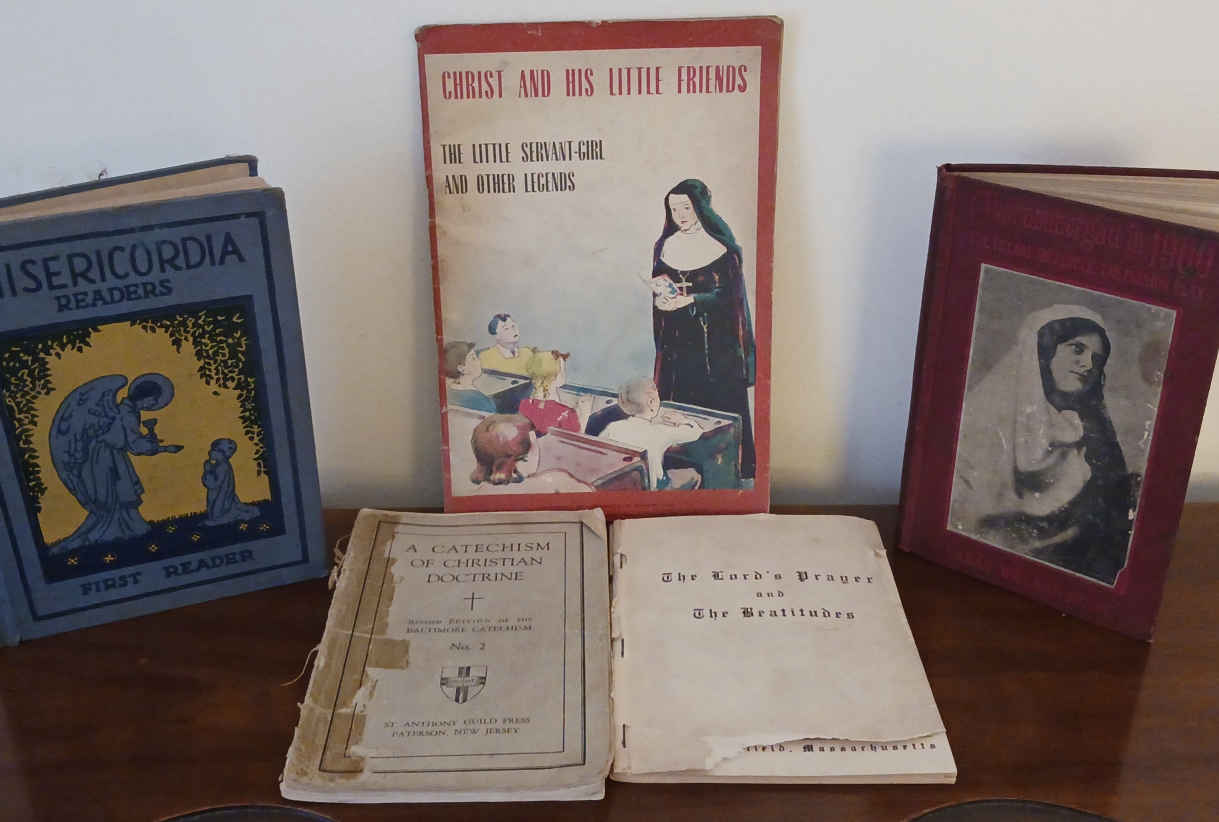 CHRIST AND HIS LITTLE FRIENDS
THE LITTLE SERVANT-GIRL
AND OTHER LEGENDS
MISERICORDIA
READERS
FIRST READER
A CATECHISM
OF CHRISTIAN
DOCTRINE
REVISED EDITION OF THE
BALTIMORE CATECHISM
No. 2
ST. ANTHONY GUILD PRESS
PATERSON, NEW JERSEY
The Lord's Prayer
and
The Beatitudes
field, Massachusetts